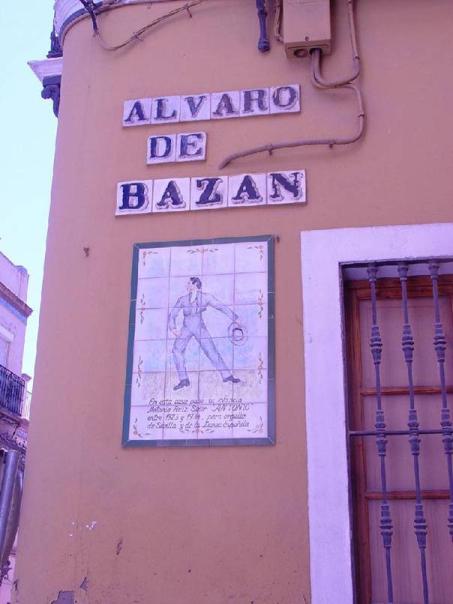 ALVARO
DE
BAZAN
En esta casa pasó su infancia
Antonio Ruiz Soler ANTONIO
entre 1923 y para orgullo
de Sevilla y de la Danza Española